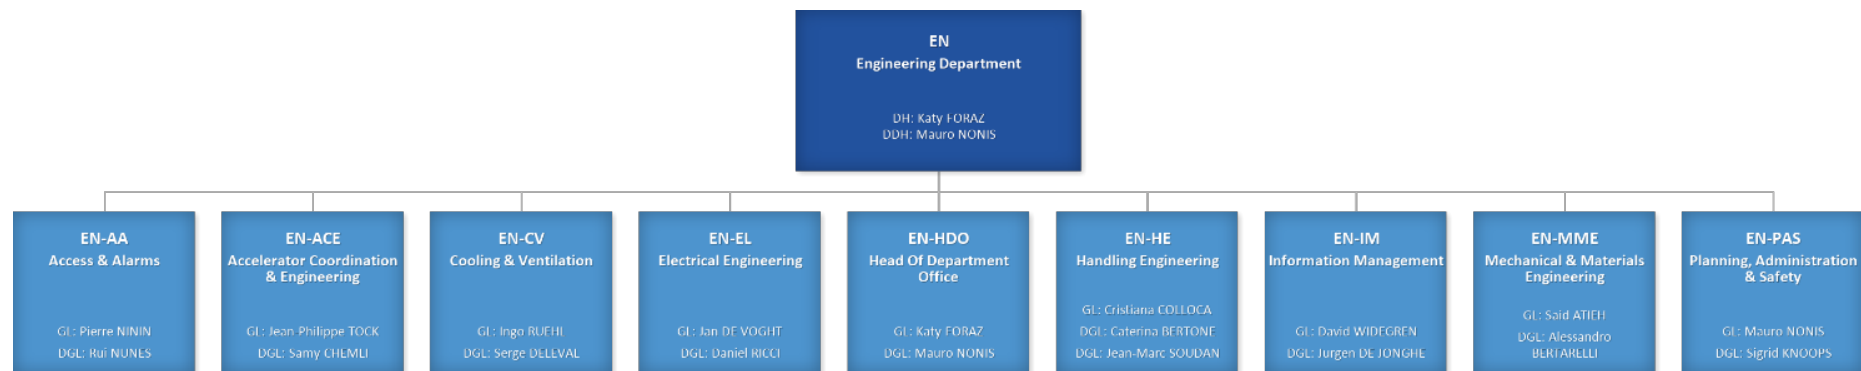 EN
Engineering Department
DH: Katy FORAZ
DDH: Mauro NONIS
EN-AA
Access & Alarms
GL: Pierre NININ
DGL: Rui NUNES
EN-ACE
Accelerator Coordination
& Engineering
GL: Jean-Philippe TOCK
DGL: Samy CHEMLI
EN-CV
Cooling & Ventilation
GL: Ingo RUEHL
DGL: Serge DELEVAL
EN-EL
Electrical Engineering
GL: Jan DE VOGHT
DGL: Daniel RICCI
EN-HDO
Head Of Department
Office
GL: Katy FORAZ
DGL: Mauro NONIS
EN-HE
Handling Engineering
GL: Cristiana COLLOCA
DGL: Caterina BERTONE
DGL: Jean-Marc SOUDAN
EN-IM
Information Management
GL: David WIDEGREN
DGL: Jurgen DE JONGHE
EN-MME
Mechanical & Materials
Engineering
GL: Said ATIEH
DGL: Alessandro
BERTARELLI
EN-PAS
Planning, Administration
& Safety
GL: Mauro NONIS
DGL: Sigrid KNOOPS